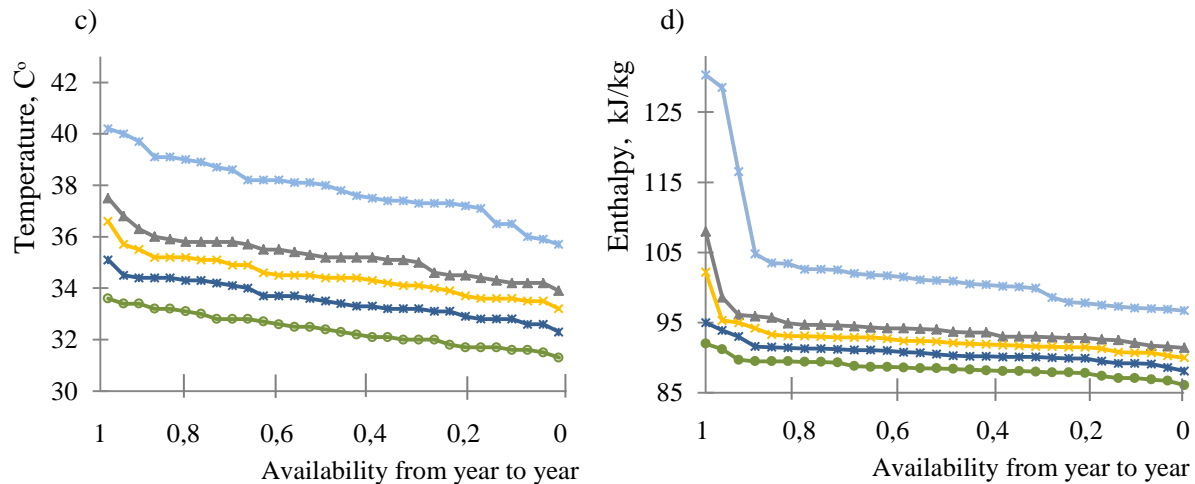 c)
Temperature, Cº
42
40
38
36
34
32
30
1 0,8 0,6 0,4 0,2 0
Availability from year to year
d)
Enthalpy, kJ/kg
125
115
105
95
85
1 0,8 0,6 0,4 0,2 0
Availability from year to year